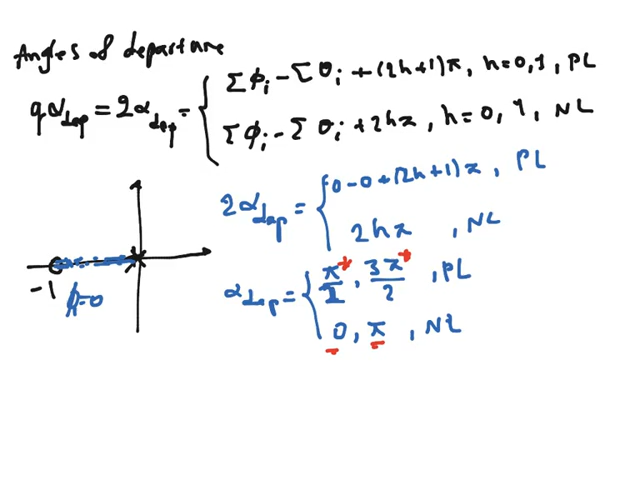 Angles of departure
qα_dep = 2α_dep = { Σφ_i - Σθ_i + (2h+1)π, h=0,1, PL
Σφ_i - Σθ_i + 2hπ, h=0, 1, NL
2α_dep = { 0-0+(2h+1)π, PL
2hπ, NL
-1
φ=0
α_dep = { π/2, 3π/2, PL
0, π, NL